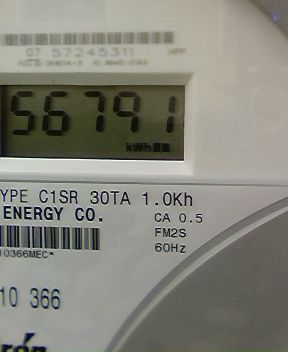 07 57245311
56791
kWh
YPE C1SR 30TA 1.0Kh
ENERGY CO. CA 0.5
FM2S
60Hz
10366MEC*
10 366
rón